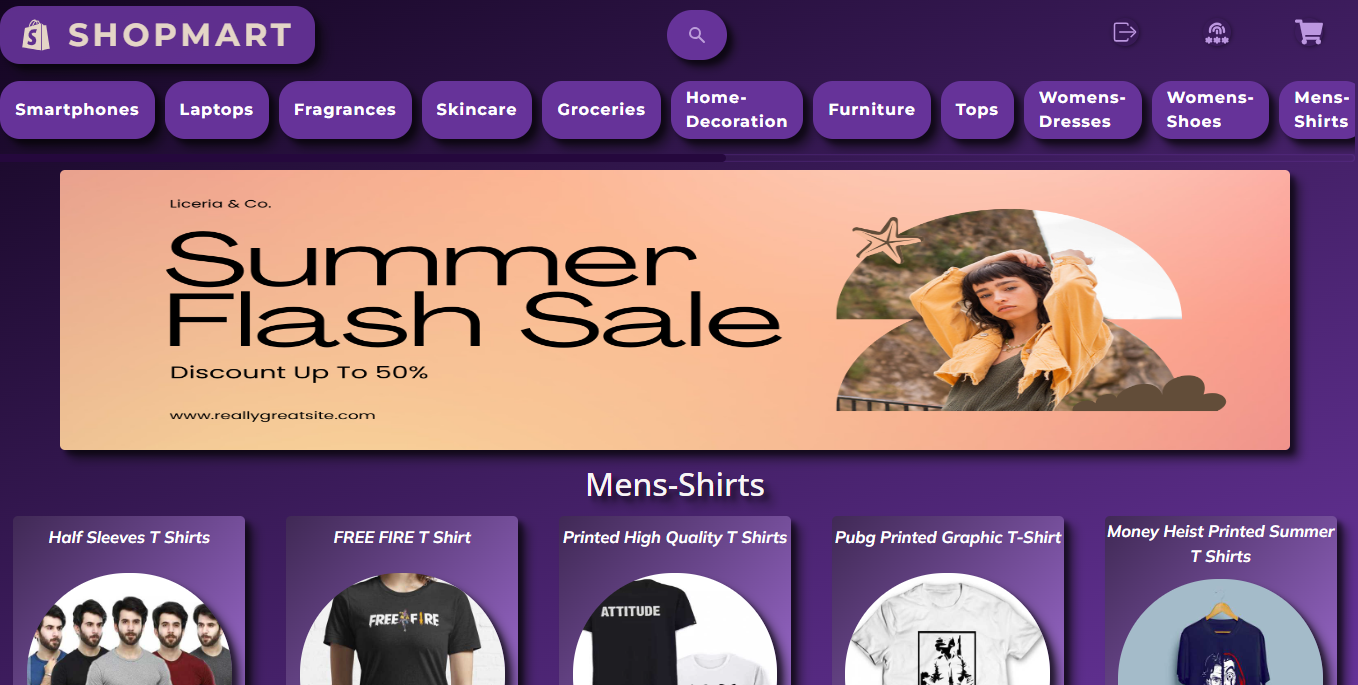 SHOPMART
Smartphones
Laptops
Fragrances
Skincare
Groceries
Home-
Decoration
Furniture
Tops
Womens-
Dresses
Womens-
Shoes
Mens-
Shirts
Liceria & Co.
Summer
Flash Sale
Discount Up To 50%
www.reallygreatsite.com
Mens-Shirts
Half Sleeves T Shirts
FREE FIRE T Shirt
Printed High Quality T Shirts
Pubg Printed Graphic T-Shirt
Money Heist Printed Summer
T Shirts
FREE FIRE
ATTITUDE